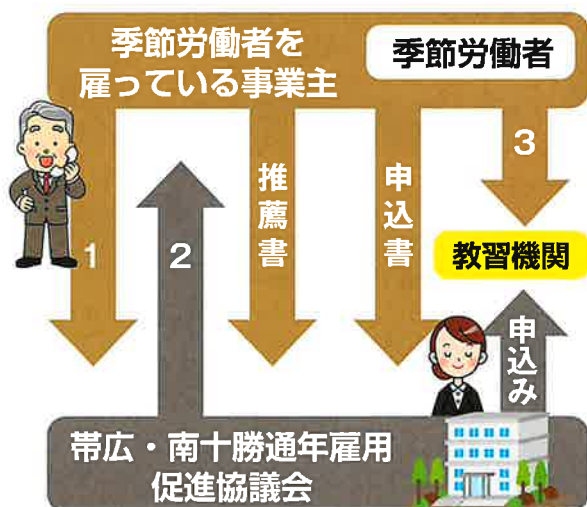 季節労働者を
雇っている事業主
季節労働者
1
2
推薦書
申込書
3
教習機関
申込み
帯広・南十勝通年雇用
促進協議会